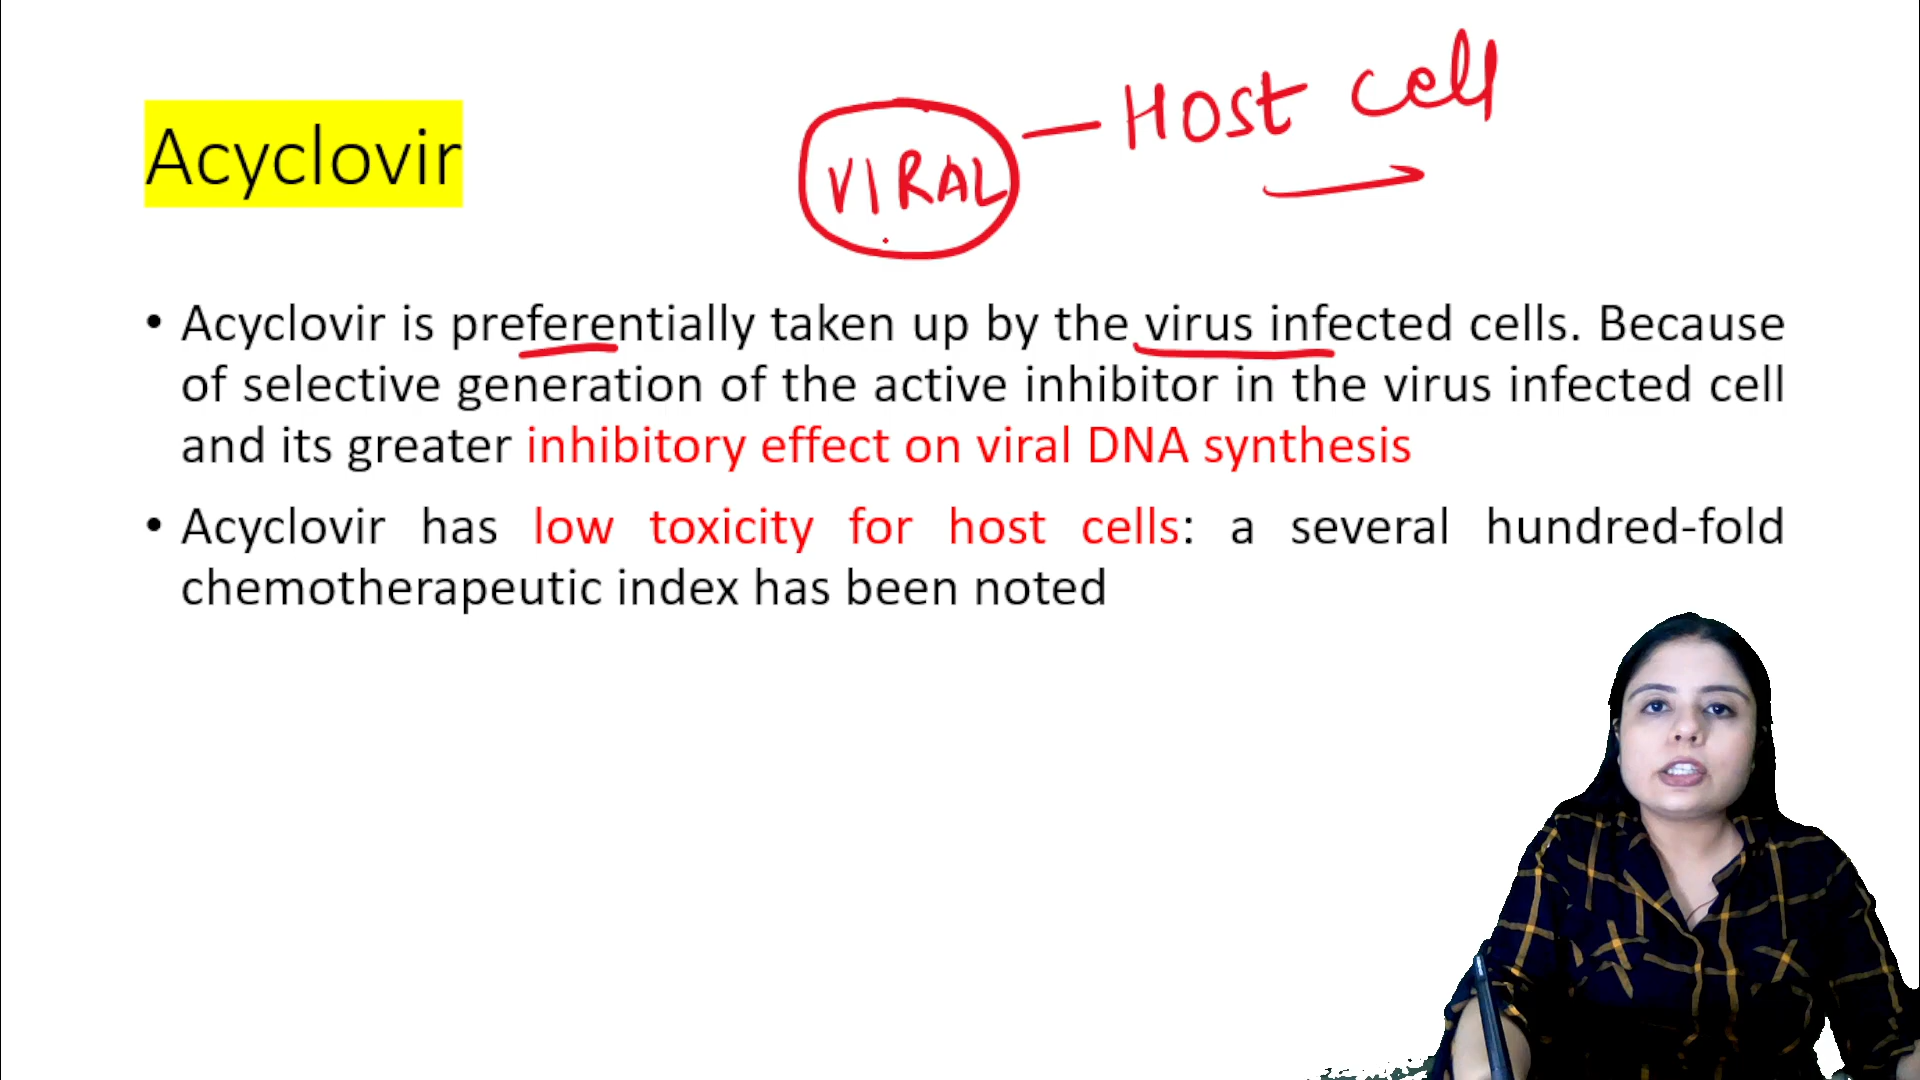 Acyclovir
VIRAL — Host cell
• Acyclovir is preferentially taken up by the virus infected cells. Because
of selective generation of the active inhibitor in the virus infected cell
and its greater inhibitory effect on viral DNA synthesis
• Acyclovir has low toxicity for host cells: a several hundred-fold
chemotherapeutic index has been noted